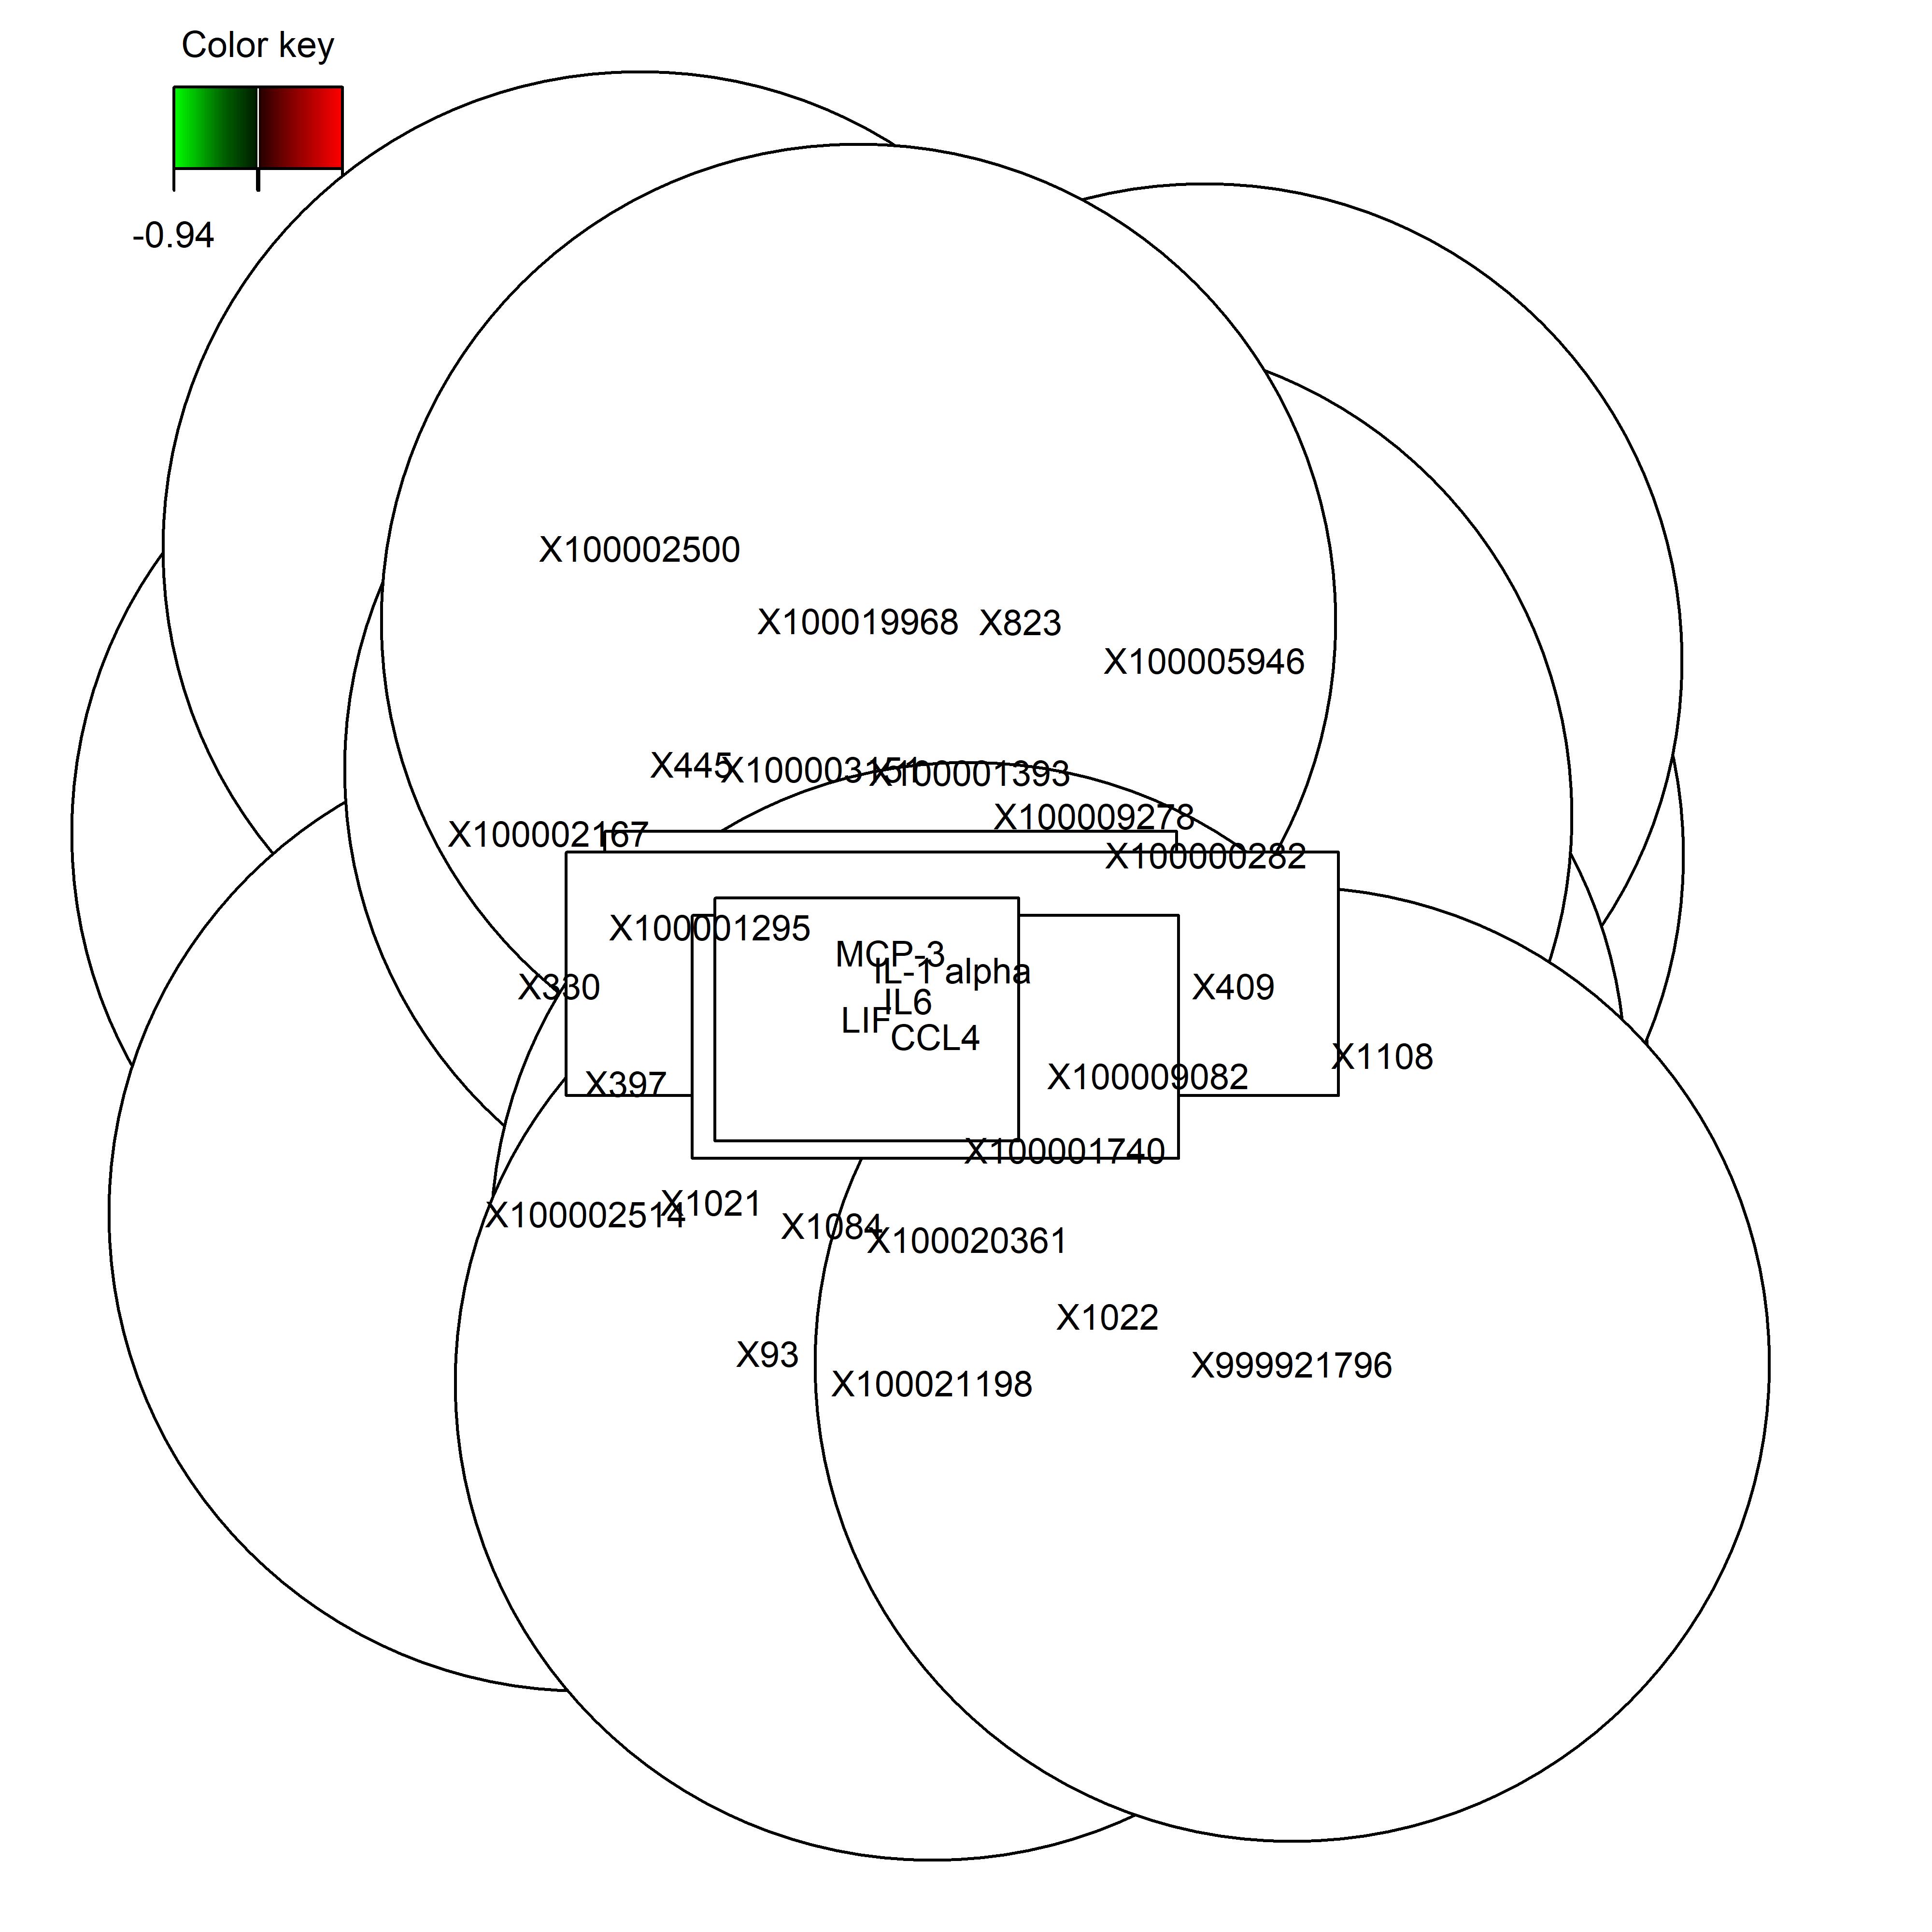 Color key
-0.94
X100002500
X100019968
X823
X100005946
X445
X100003151
X100001393
X100009278
X100002167
X100000282
X100001295
MCP-3
IL-1 alpha
X330
X409
IL6
LIF
CCL4
X1108
X100009082
X397
X100001740
X1021
X100002514
X1084
X100020361
X1022
X93
X999921796
X100021198